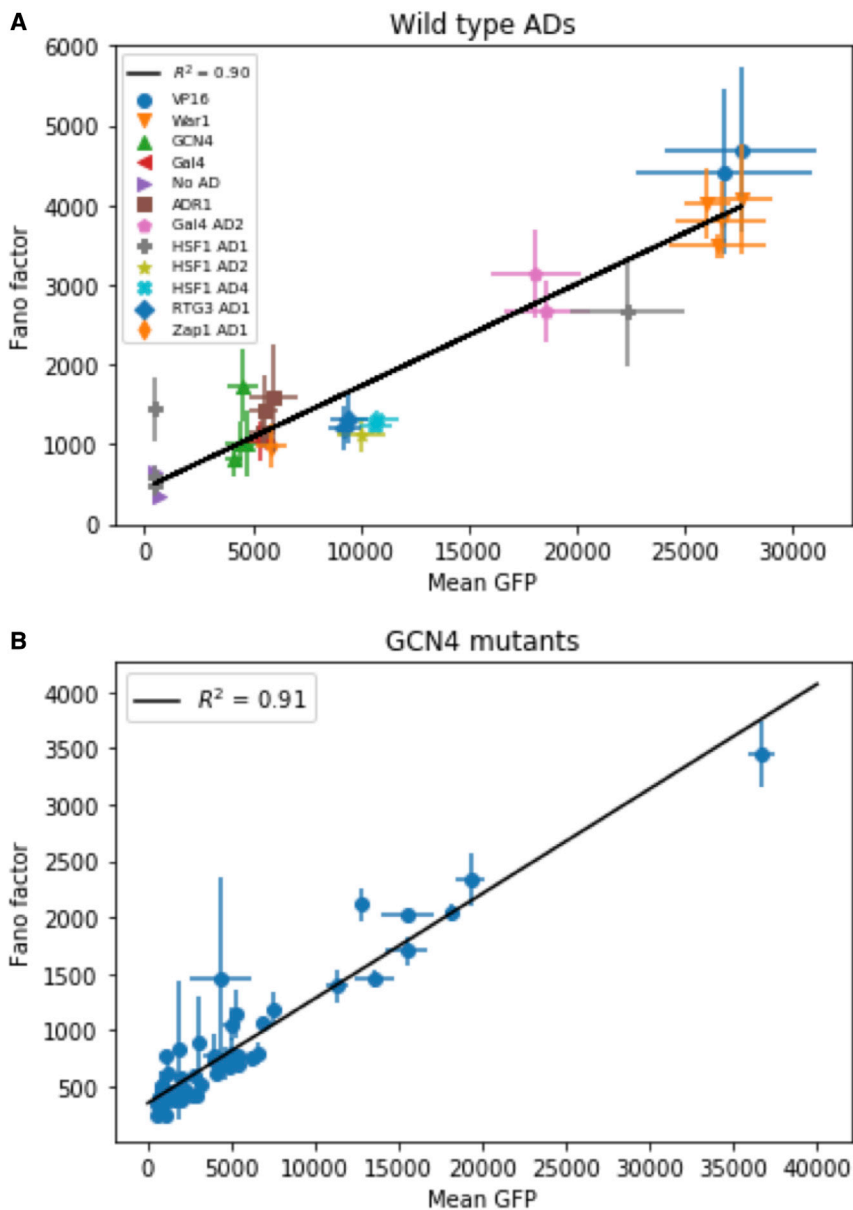 A
Wild type ADs
6000
5000
4000
3000
2000
1000
0
Fano factor
R² = 0.90
VP16
War1
GCN4
Gal4
No AD
ADR1
Gal4 AD2
HSF1 AD1
HSF1 AD2
HSF1 AD4
RTG3 AD1
Zap1 AD1
0 5000 10000 15000 20000 25000 30000
Mean GFP
B
GCN4 mutants
4000
3500
3000
2500
2000
1500
1000
500
Fano factor
R² = 0.91
0 5000 10000 15000 20000 25000 30000 35000 40000
Mean GFP